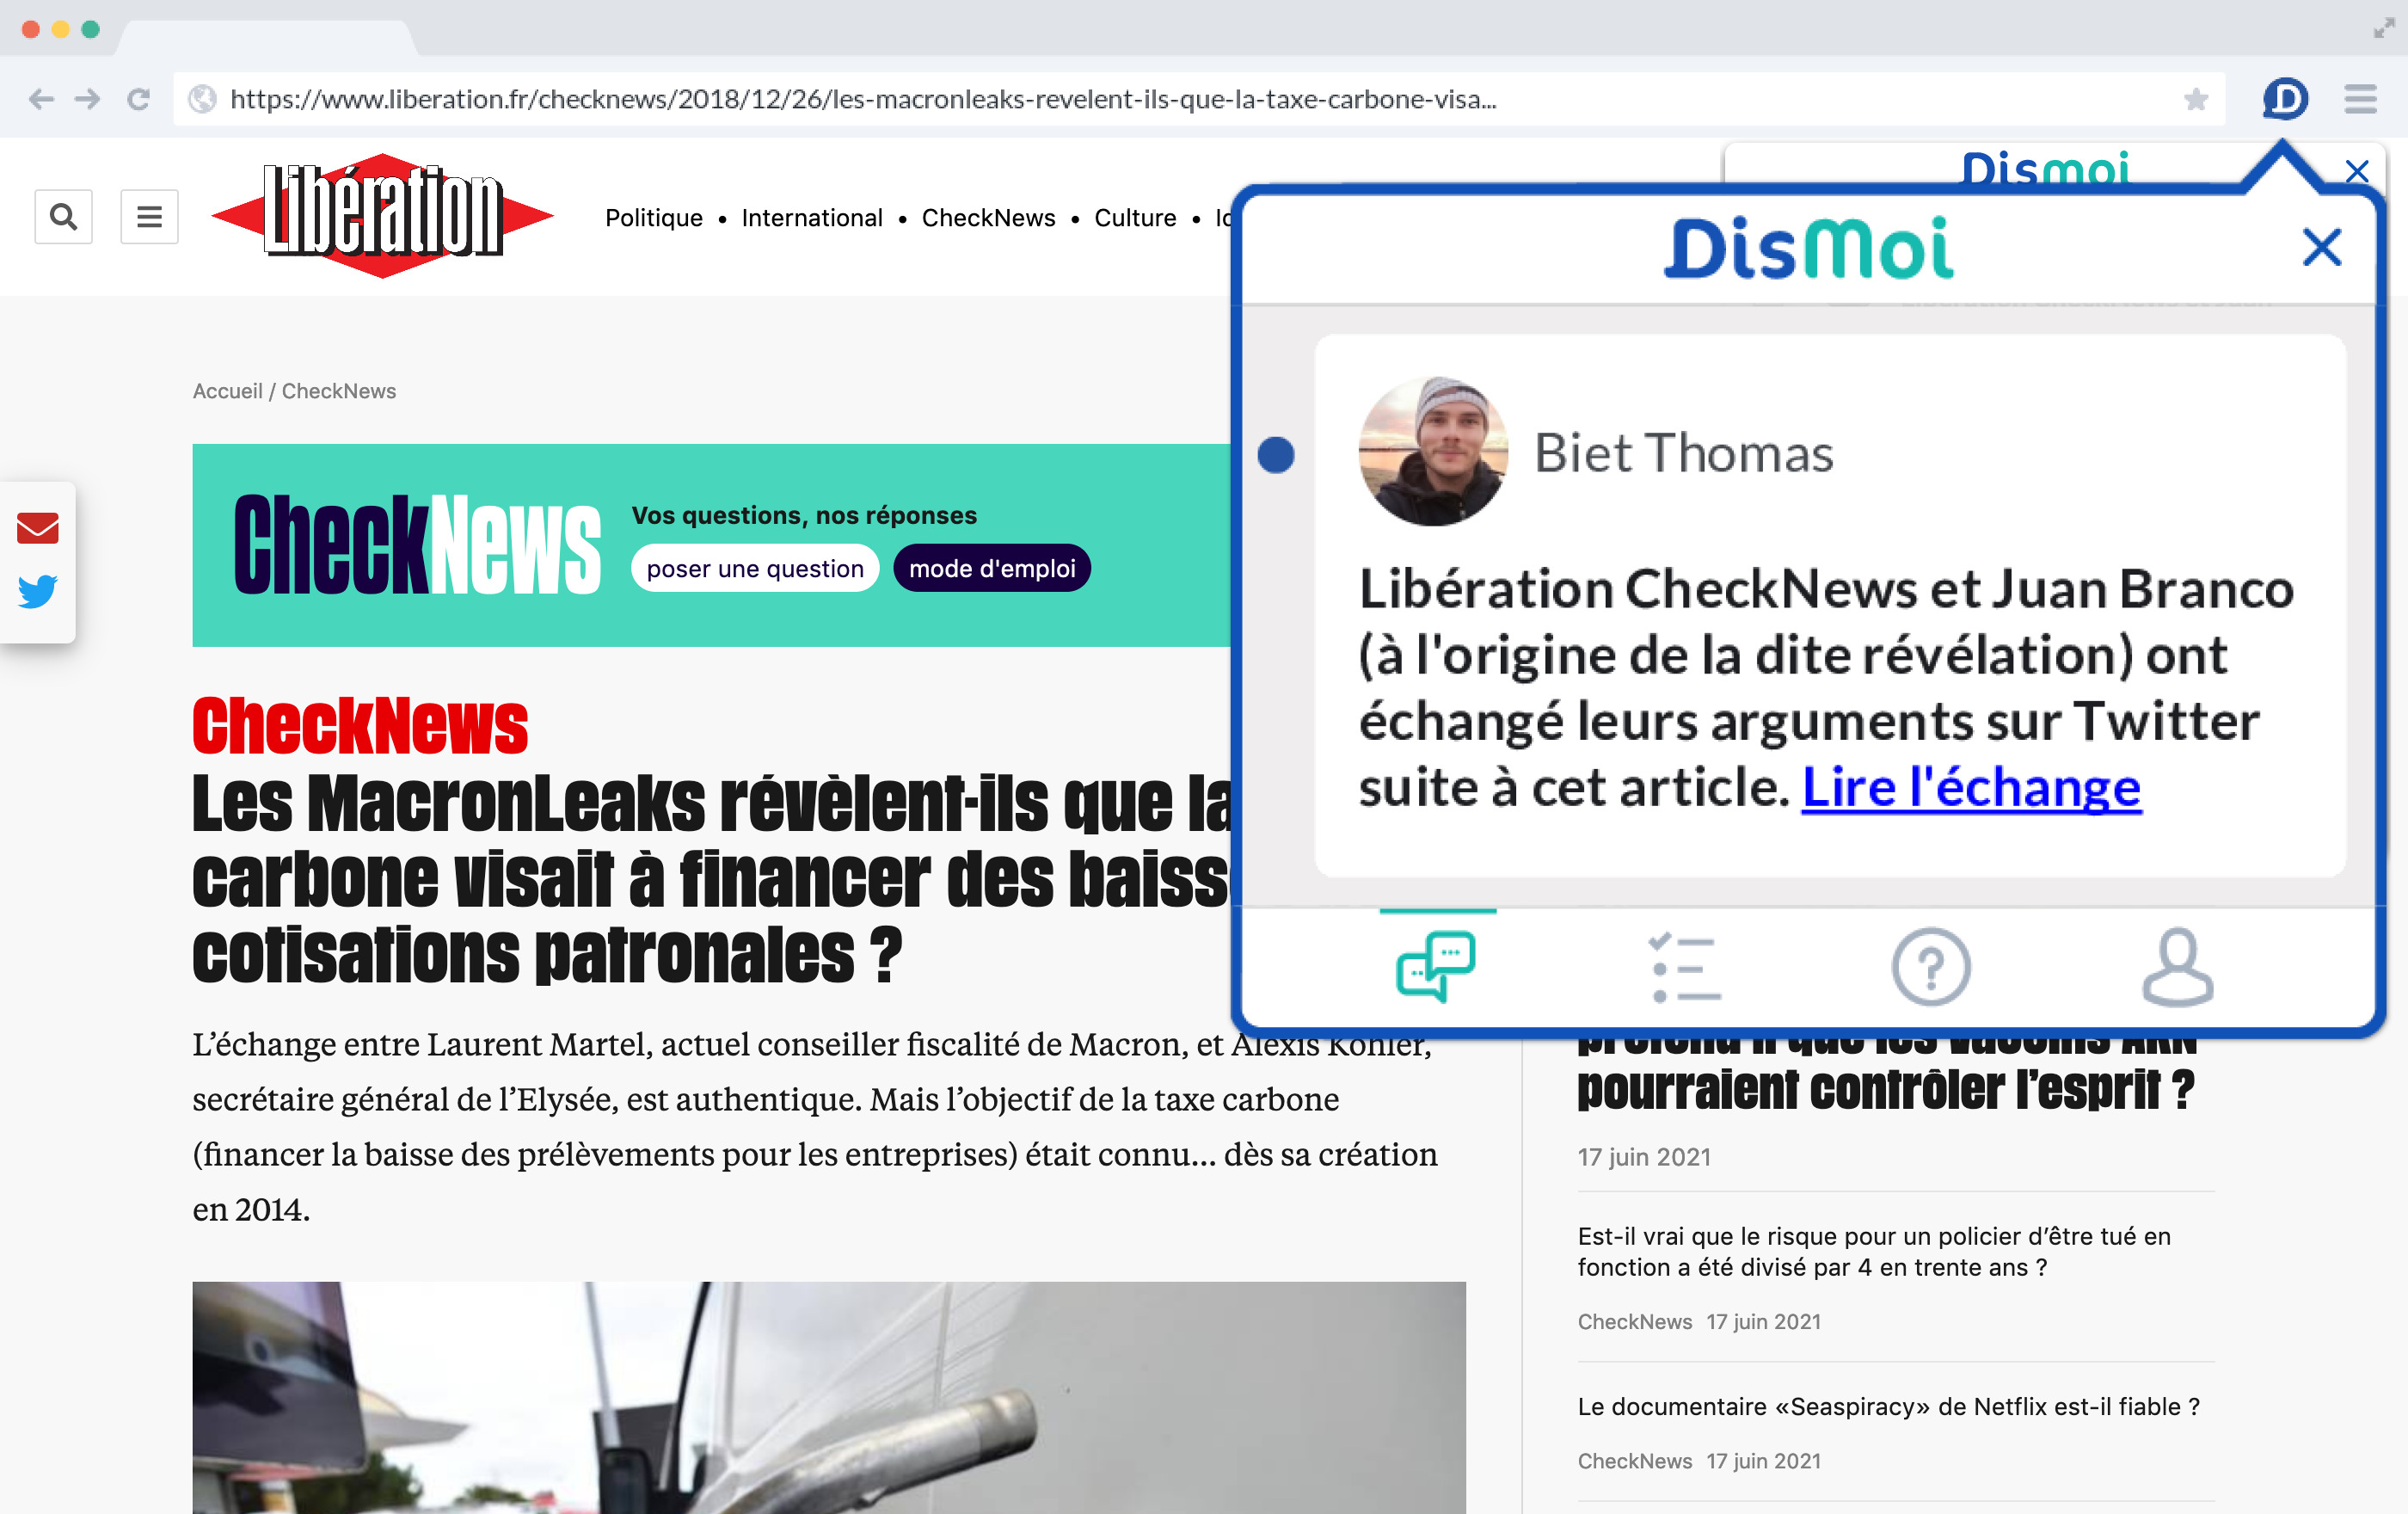 https://www.liberation.fr/checknews/2018/12/26/les-macronleaks-revelent-ils-que-la-taxe-carbone-visa...
D
Libération
Politique • International • CheckNews • Culture •
Dismoi
DisMoi
Biet Thomas
Libération CheckNews et Juan Branco
(à l'origine de la dite révélation) ont
échangé leurs arguments sur Twitter
suite à cet article. Lire l'échange
Accueil / CheckNews
CheckNews
Vos questions, nos réponses
poser une question
mode d'emploi
CheckNews
Les MacronLeaks révèlent-ils que la
carbone visait à financer des
cotisations patronales ?
L’échange entre Laurent Martel, actuel conseiller fiscalité de Macron, et Alexis Kohler,
secrétaire général de l’Elysée, est authentique. Mais l’objectif de la taxe carbone
(financer la baisse des prélèvements pour les entreprises) était connu... dès sa création
en 2014.
prétend-il que les vaccins ARN
pourraient contrôler l’esprit ?
17 juin 2021
Est-il vrai que le risque pour un policier d’être tué en
fonction a été divisé par 4 en trente ans ?
CheckNews 17 juin 2021
Le documentaire «Seaspiracy» de Netflix est-il fiable ?
CheckNews 17 juin 2021